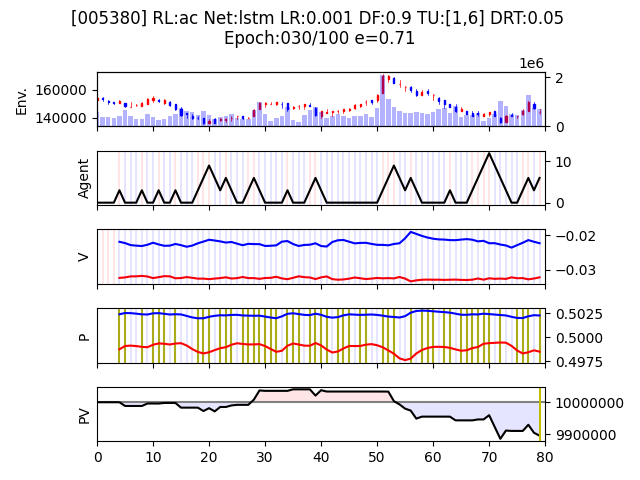 [005380] RL:ac Net:lstm LR:0.001 DF:0.9 TU:[1,6] DRT:0.05
Epoch:030/100 e=0.71
1e6
Env.
160000
140000
2
0
Agent
10
0
V
−0.02
−0.03
P
0.5025
0.5000
0.4975
PV
10000000
9900000
0 10 20 30 40 50 60 70 80